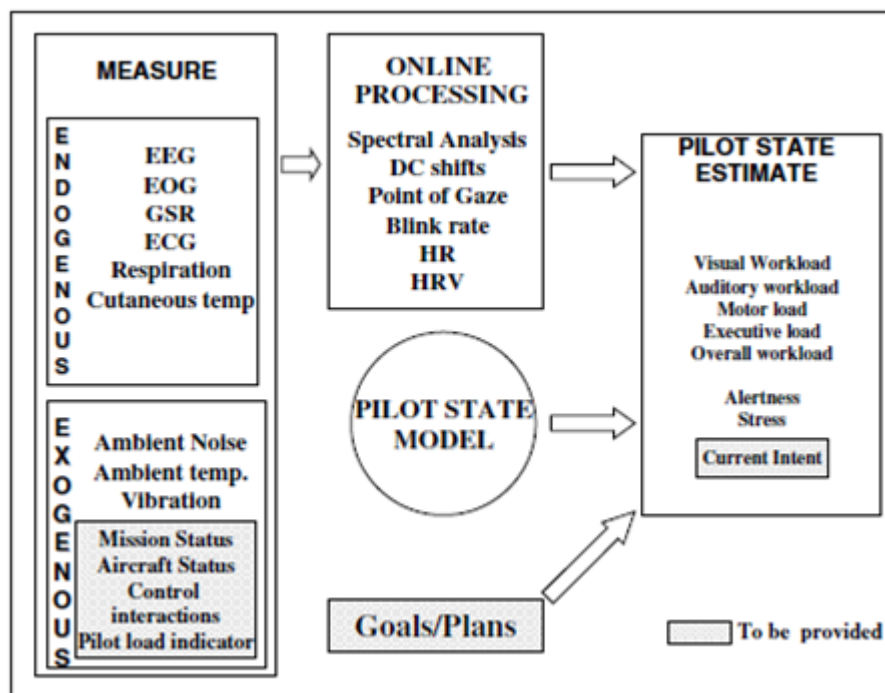 MEASURE
ENDOGENOUS
EEG
EOG
GSR
ECG
Respiration
Cutaneous temp
EXOGENOUS
Ambient Noise
Ambient temp.
Vibration
Mission Status
Aircraft Status
Control
interactions
Pilot load indicator
ONLINE
PROCESSING
Spectral Analysis
DC shifts
Point of Gaze
Blink rate
HR
HRV
PILOT STATE
MODEL
Goals/Plans
PILOT STATE
ESTIMATE
Visual Workload
Auditory workload
Motor load
Executive load
Overall workload
Alertness
Stress
Current Intent
To be provided